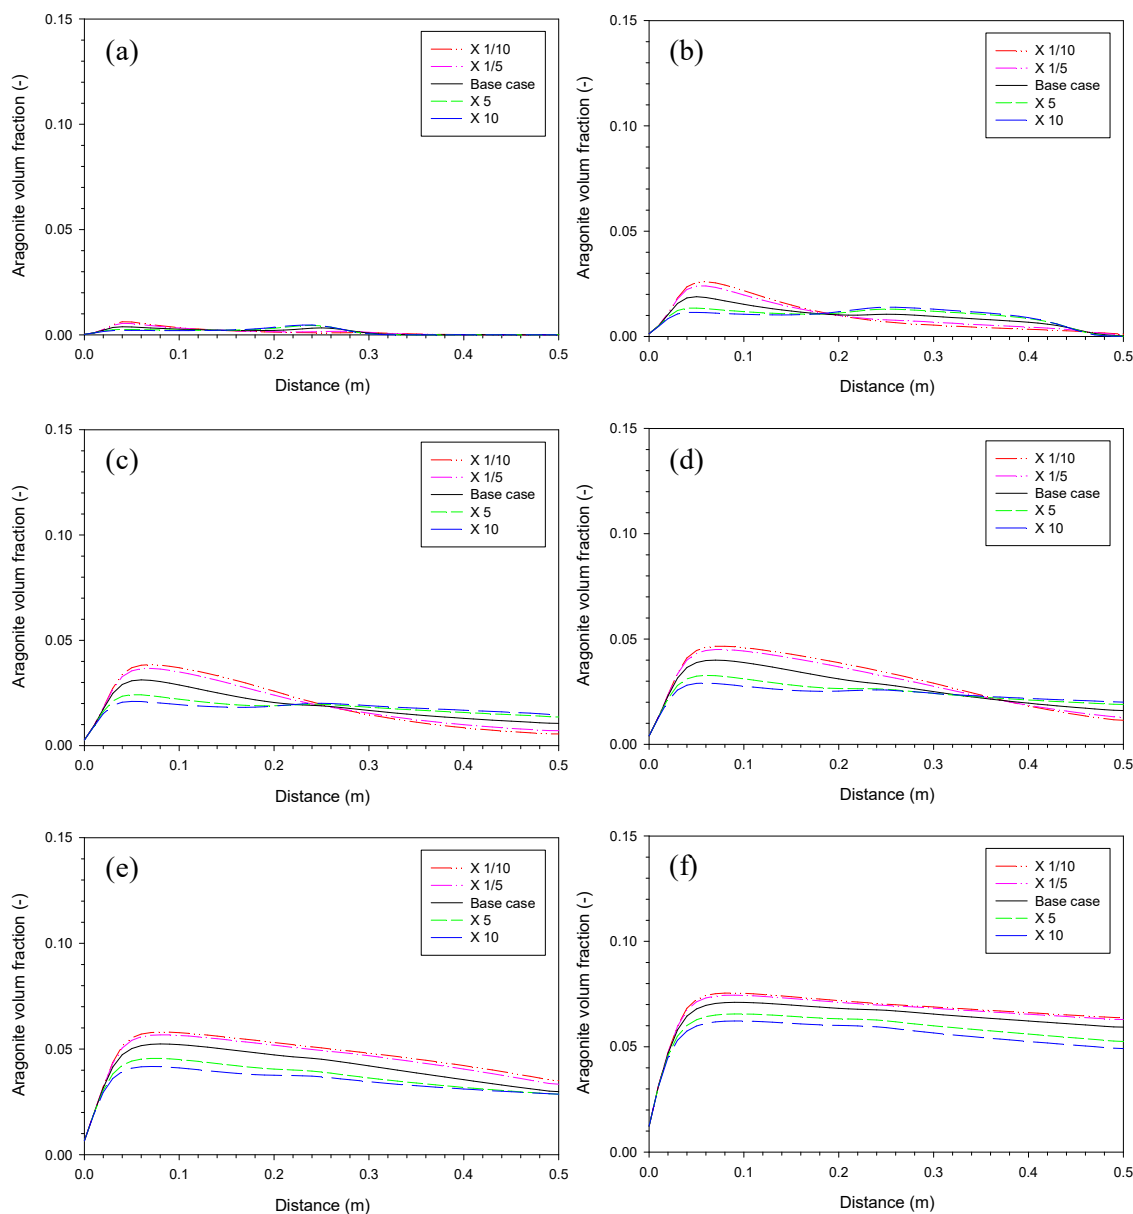 (a)
X 1/10
X 1/5
Base case
X 5
X 10
Aragonite volum fraction (-)
0.15
0.10
0.05
0.00
0.0 0.1 0.2 0.3 0.4 0.5
Distance (m)
(b)
X 1/10
X 1/5
Base case
X 5
X 10
Aragonite volum fraction (-)
0.15
0.10
0.05
0.00
0.0 0.1 0.2 0.3 0.4 0.5
Distance (m)
(c)
X 1/10
X 1/5
Base case
X 5
X 10
Aragonite volum fraction (-)
0.15
0.10
0.05
0.00
0.0 0.1 0.2 0.3 0.4 0.5
Distance (m)
(d)
X 1/10
X 1/5
Base case
X 5
X 10
Aragonite volum fraction (-)
0.15
0.10
0.05
0.00
0.0 0.1 0.2 0.3 0.4 0.5
Distance (m)
(e)
X 1/10
X 1/5
Base case
X 5
X 10
Aragonite volum fraction (-)
0.15
0.10
0.05
0.00
0.0 0.1 0.2 0.3 0.4 0.5
Distance (m)
(f)
X 1/10
X 1/5
Base case
X 5
X 10
Aragonite volum fraction (-)
0.15
0.10
0.05
0.00
0.0 0.1 0.2 0.3 0.4 0.5
Distance (m)